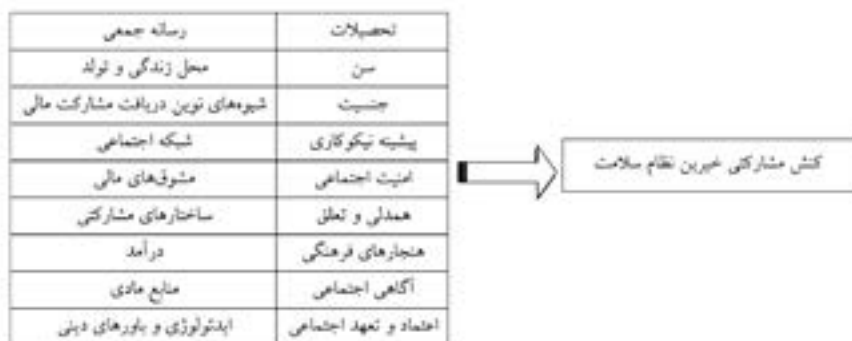 تحصیلات	رسانه جمعی
سن	محل زندگی و تولد
جنسیت	شیوه‌های نوین دریافت مشارکت مالی
پیشینه نیکوکاری	شبکه اجتماعی
امنیت اجتماعی	مشوق‌های مالی
همدلی و تعلق	ساختارهای مشارکتی
هنجارهای فرهنگی	درآمد
آگاهی اجتماعی	منابع مادی
اعتماد و تعهد اجتماعی	ایدئولوژی و باورهای دینی
کنش مشارکتی خیرین نظام سلامت